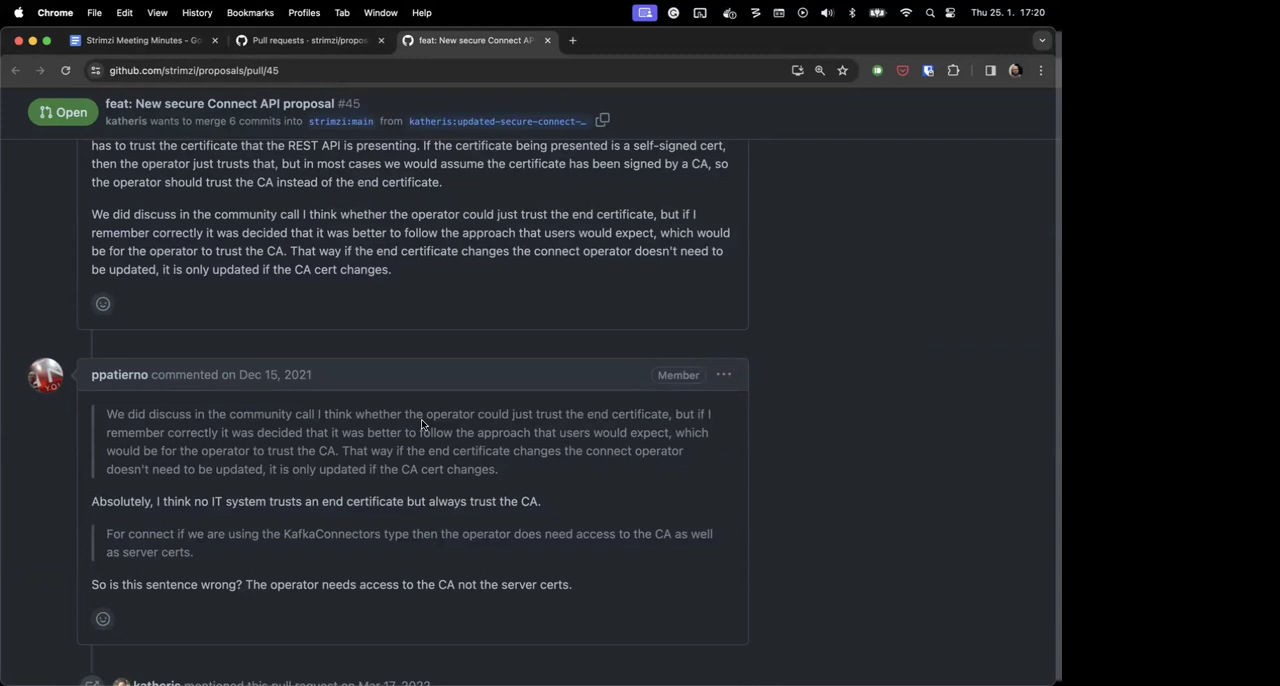 Chrome File Edit View History Bookmarks Profiles Tab Window Help Thu 25. 1. 17:20
Strimzi Meeting Minutes - Go
Pull requests - strimzi/propos
feat: New secure Connect AP
github.com/strimzi/proposals/pull/45
Open
feat: New secure Connect API proposal #45
katheris wants to merge 6 commits into strimzi:main from katheris:updated-secure-connect-…
has to trust the certificate that the REST API is presenting. If the certificate being presented is a self-signed cert,
then the operator just trusts that, but in most cases we would assume the certificate has been signed by a CA, so
the operator should trust the CA instead of the end certificate.
We did discuss in the community call I think whether the operator could just trust the end certificate, but if I
remember correctly it was decided that it was better to follow the approach that users would expect, which would
be for the operator to trust the CA. That way if the end certificate changes the connect operator doesn't need to
be updated, it is only updated if the CA cert changes.
ppatierno commented on Dec 15, 2021
Member
We did discuss in the community call I think whether the operator could just trust the end certificate, but if I
remember correctly it was decided that it was better to follow the approach that users would expect, which
would be for the operator to trust the CA. That way if the end certificate changes the connect operator
doesn't need to be updated, it is only updated if the CA cert changes.
Absolutely, I think no IT system trusts an end certificate but always trust the CA.
For connect if we are using the KafkaConnectors type then the operator does need access to the CA as well
as server certs.
So is this sentence wrong? The operator needs access to the CA not the server certs.
katheris mentioned this pull request on Mar 17, 2022